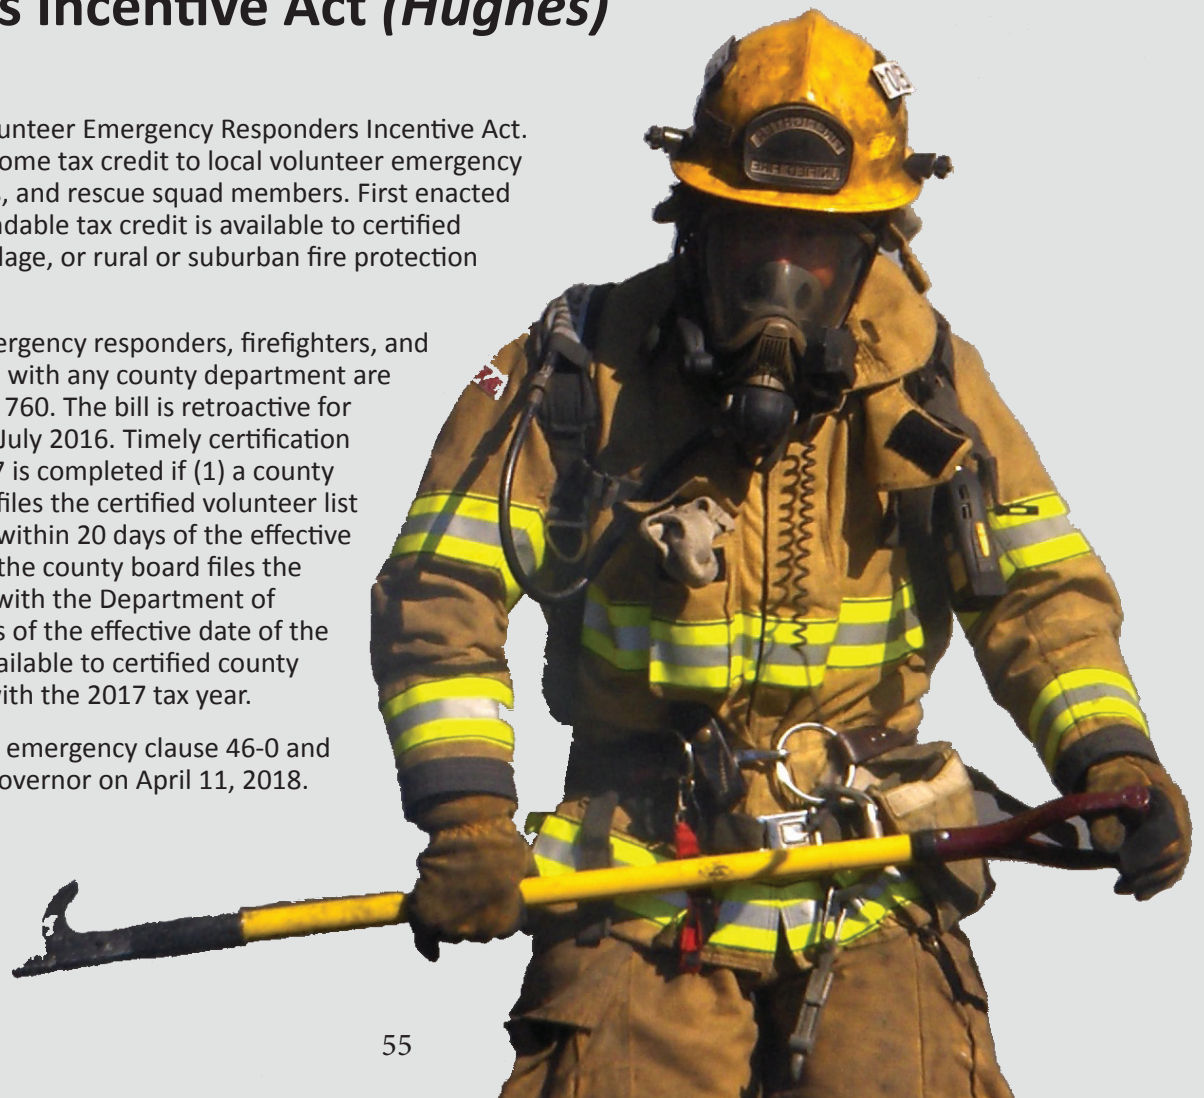 s Incentive Act (Hughes)
unteer Emergency Responders Incentive Act.
ome tax credit to local volunteer emergency
, and rescue squad members. First enacted
ndable tax credit is available to certified
lage, or rural or suburban fire protection
ergency responders, firefighters, and
with any county department are
760. The bill is retroactive for
July 2016. Timely certification
7 is completed if (1) a county
files the certified volunteer list
within 20 days of the effective
the county board files the
with the Department of
s of the effective date of the
ailable to certified county
with the 2017 tax year.
emergency clause 46-0 and
overnor on April 11, 2018.
55